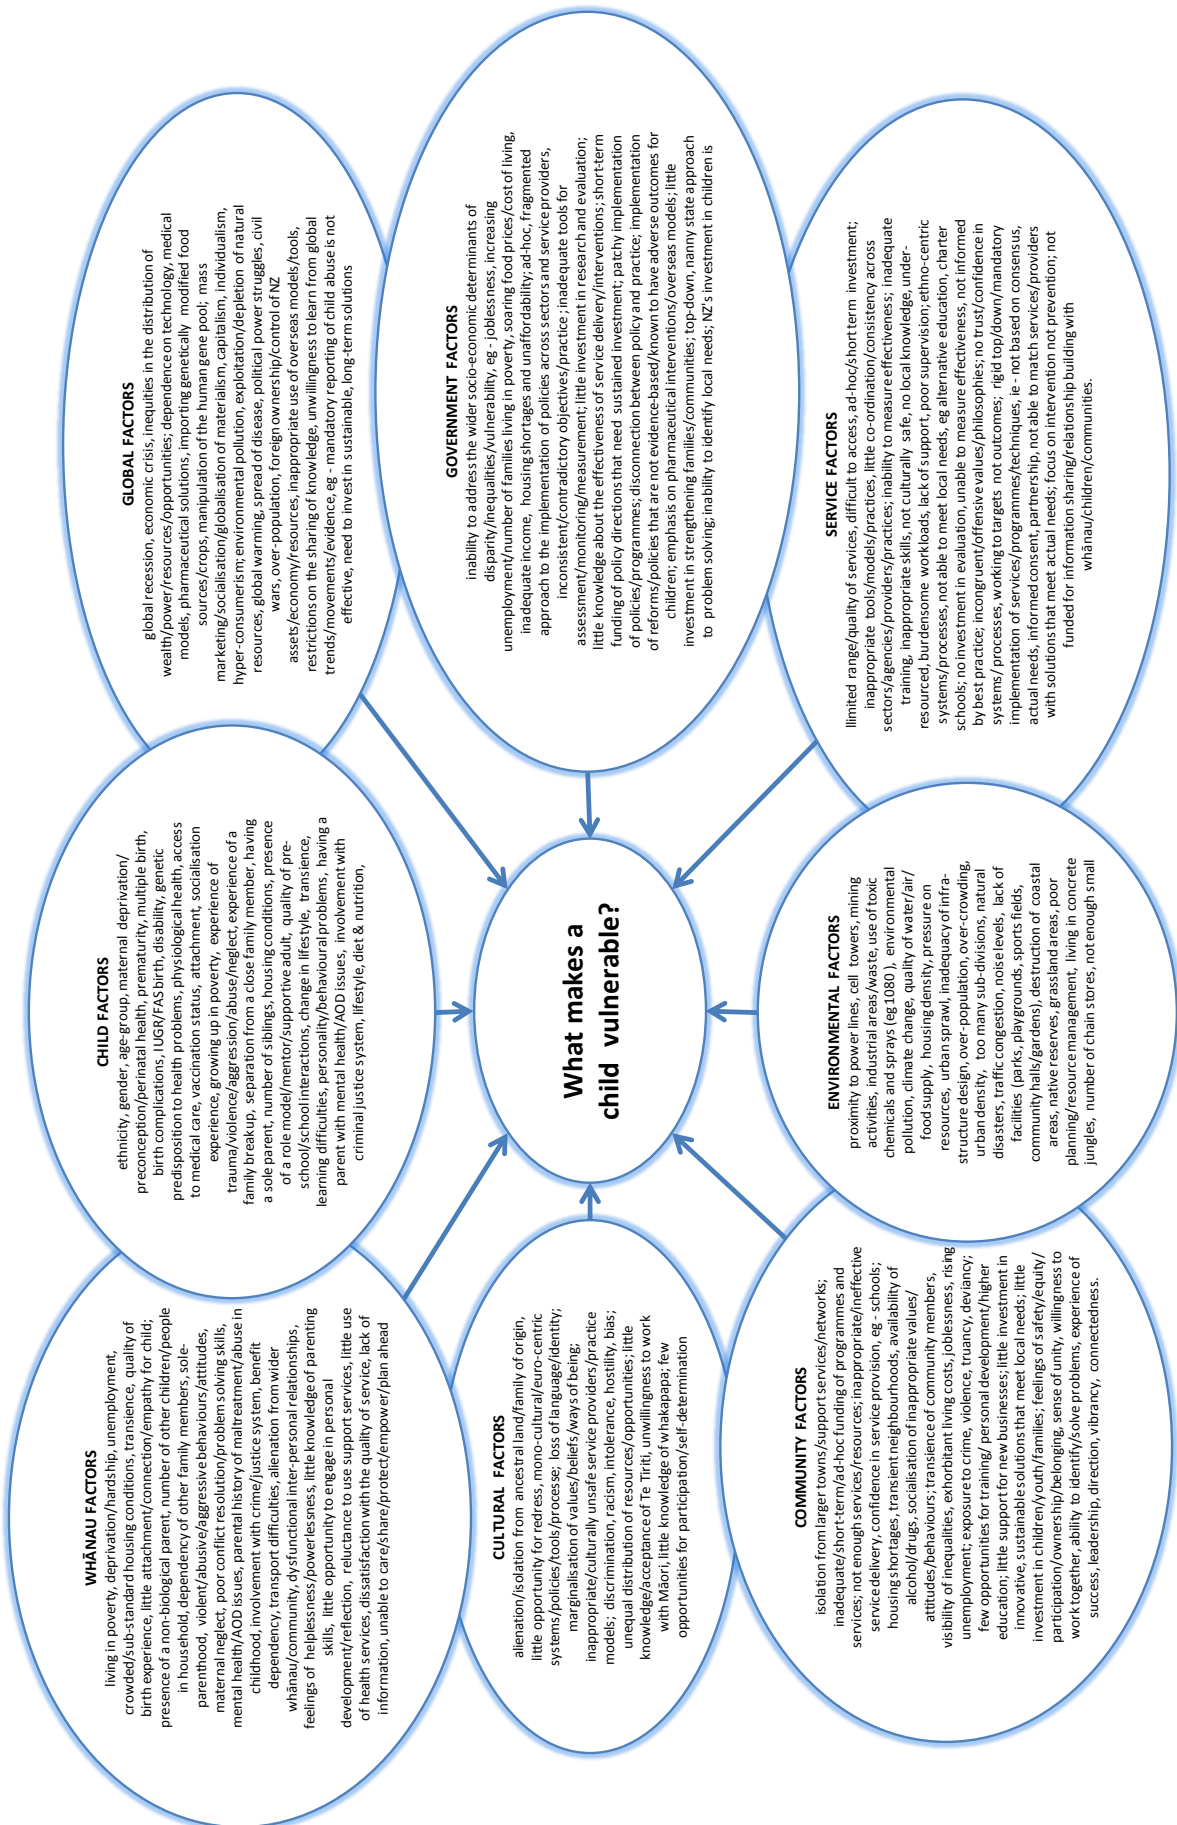 WHĀNAU FACTORS
living in poverty, deprivation/hardship, unemployment,
crowded/sub-standard housing conditions, transience, quality of
birth experience, little attachment/connection/empathy for child;
presence of a non-biological parent, number of other children/people
in household, dependency of other family members, sole-
parenthood, violent/abusive/aggressive behaviours/attitudes,
maternal neglect, poor conflict resolution/problem solving skills,
mental health/AOD issues, parental history of maltreatment/abuse in
childhood, involvement with crime/justice system, benefit
dependency, transport difficulties, alienation from wider
whānau/community, dysfunctional inter-personal relationships,
feelings of helplessness/powerlessness, little knowledge of parenting
skills, little opportunity to engage in personal
development/reflection, reluctance to use support services, little use
of health services, dissatisfaction with the quality of service, lack of
information, unable to care/share/protect/empower/plan ahead
CHILD FACTORS
ethnicity, gender, age-group, maternal deprivation/
preconception/perinatal health, prematurity, multiple birth,
birth complications, IUGR/FAS birth, disability, genetic
predisposition to health problems, physiological health, access
to medical care, vaccination status, attachment, socialisation
experience, growing up in poverty, experience of
trauma/violence/aggression/abuse/neglect, experience of a
family breakup, separation from a close family member, having
a sole parent, number of siblings, housing conditions, presence
of a role model/mentor/supportive adult, quality of pre-
school/school interactions, change in lifestyle, transience,
learning difficulties, personality/behavioural problems, having a
parent with mental health/AOD issues, involvement with
criminal justice system, lifestyle, diet & nutrition,
GLOBAL FACTORS
global recession, economic crisis, inequities in the distribution of
wealth/power/resources/opportunities; dependence on technology, medical
models, pharmaceutical solutions, importing genetically modified food
sources/crops, manipulation of the human gene pool; mass
marketing/socialisation/globalisation of materialism, capitalism, individualism,
hyper-consumerism; environmental pollution, exploitation/depletion of natural
resources, global warming, spread of disease, political power struggles, civil
wars, over-population, foreign ownership/control of NZ
assets/economy/resources, inappropriate use of overseas models/tools,
restrictions on the sharing of knowledge, unwillingness to learn from global
trends/movements/evidence, eg - mandatory reporting of child abuse is not
effective, need to invest in sustainable, long-term solutions
CULTURAL FACTORS
alienation/isolation from ancestral land/family of origin,
little opportunity for redress, mono-cultural/euro-centric
systems/policies/tools/process; loss of language/identity;
marginalisation of values/beliefs/ways of being;
inappropriate/culturally unsafe service providers/practice
models; discrimination, racism, intolerance, hostility, bias;
unequal distribution of resources/opportunities; little
knowledge/acceptance of Te Tiriti, unwillingness to work
with Māori, little knowledge of whakapapa; few
opportunities for participation/self-determination
What makes a
child vulnerable?
GOVERNMENT FACTORS
inability to address the wider socio-economic determinants of
disparity/inequalities/vulnerability, eg - joblessness, increasing
unemployment/number of families living in poverty, soaring food prices/cost of living,
inadequate income, housing shortages and unaffordability; ad-hoc, fragmented
approach to the implementation of policies across sectors and service providers,
inconsistent/contradictory objectives/practice ; inadequate tools for
assessment/monitoring/measurement; little investment in research and evaluation;
little knowledge about the effectiveness of service delivery/interventions; short-term
funding of policy directions that need sustained investment; patchy implementation
of policies/programmes; disconnection between policy and practice; implementation
of reforms/policies that are not evidence-based/known to have adverse outcomes for
children; emphasis on pharmaceutical interventions/overseas models; little
investment in strengthening families/communities; top-down, nanny state approach
to problem solving; inability to identify local needs; NZ's investment in children is
COMMUNITY FACTORS
isolation from larger towns/support services/networks;
inadequate/short-term/ad-hoc funding of programmes and
services; not enough services/resources; inappropriate/ineffective
service delivery, confidence in service provision, eg - schools;
housing shortages, transient neighbourhoods, availability of
alcohol/drugs, socialisation of inappropriate values/
attitudes/behaviours; transience of community members,
visibility of inequalities, exhorbitant living costs, joblessness, rising
unemployment; exposure to crime, violence, truancy, deviancy;
few opportunities for training/ personal development/higher
education; little support for new businesses; little investment in
innovative, sustainable solutions that meet local needs; little
investment in children/youth/families; feelings of safety/equity/
participation/ownership/belonging, sense of unity, willingness to
work together, ability to identify/solve problems, experience of
success, leadership, direction, vibrancy, connectedness.
ENVIRONMENTAL FACTORS
proximity to power lines, cell towers, mining
activities, industrial areas/waste, use of toxic
chemicals and sprays (eg 1080 ), environmental
pollution, climate change, quality of water/air/
food supply, housing density, pressure on
resources, urban sprawl, inadequacy of infra-
structure design, over-population, over-crowding,
urban density, too many sub-divisions, natural
disasters, traffic congestion, noise levels, lack of
facilities (parks, playgrounds, sports fields,
community halls/gardens), destruction of coastal
areas, native reserves, grassland areas, poor
planning/resource management, living in concrete
jungles, number of chain stores, not enough small
SERVICE FACTORS
llimited range/quality of services, difficult to access, ad-hoc/short term investment;
inappropriate tools/models/practices, little co-ordination/consistency across
sectors/agencies/providers/practices; inability to measure effectiveness; inadequate
training, inappropriate skills, not culturally safe, no local knowledge, under-
resourced, burdensome workloads, lack of support, poor supervision; ethno-centric
systems/processes, not able to meet local needs, eg alternative education, charter
schools; no investment in evaluation, unable to measure effectiveness, not informed
by best practice; incongruent/offensive values/philosophies; no trust/confidence in
systems/processes, working to targets not outcomes; rigid top/down/mandatory
implementation of services/programmes/techniques, ie - not based on consensus,
actual needs, informed consent, partnership, not able to match services/providers
with solutions that meet actual needs; focus on intervention not prevention; not
funded for information sharing/relationship building with
whānau/children/communities.